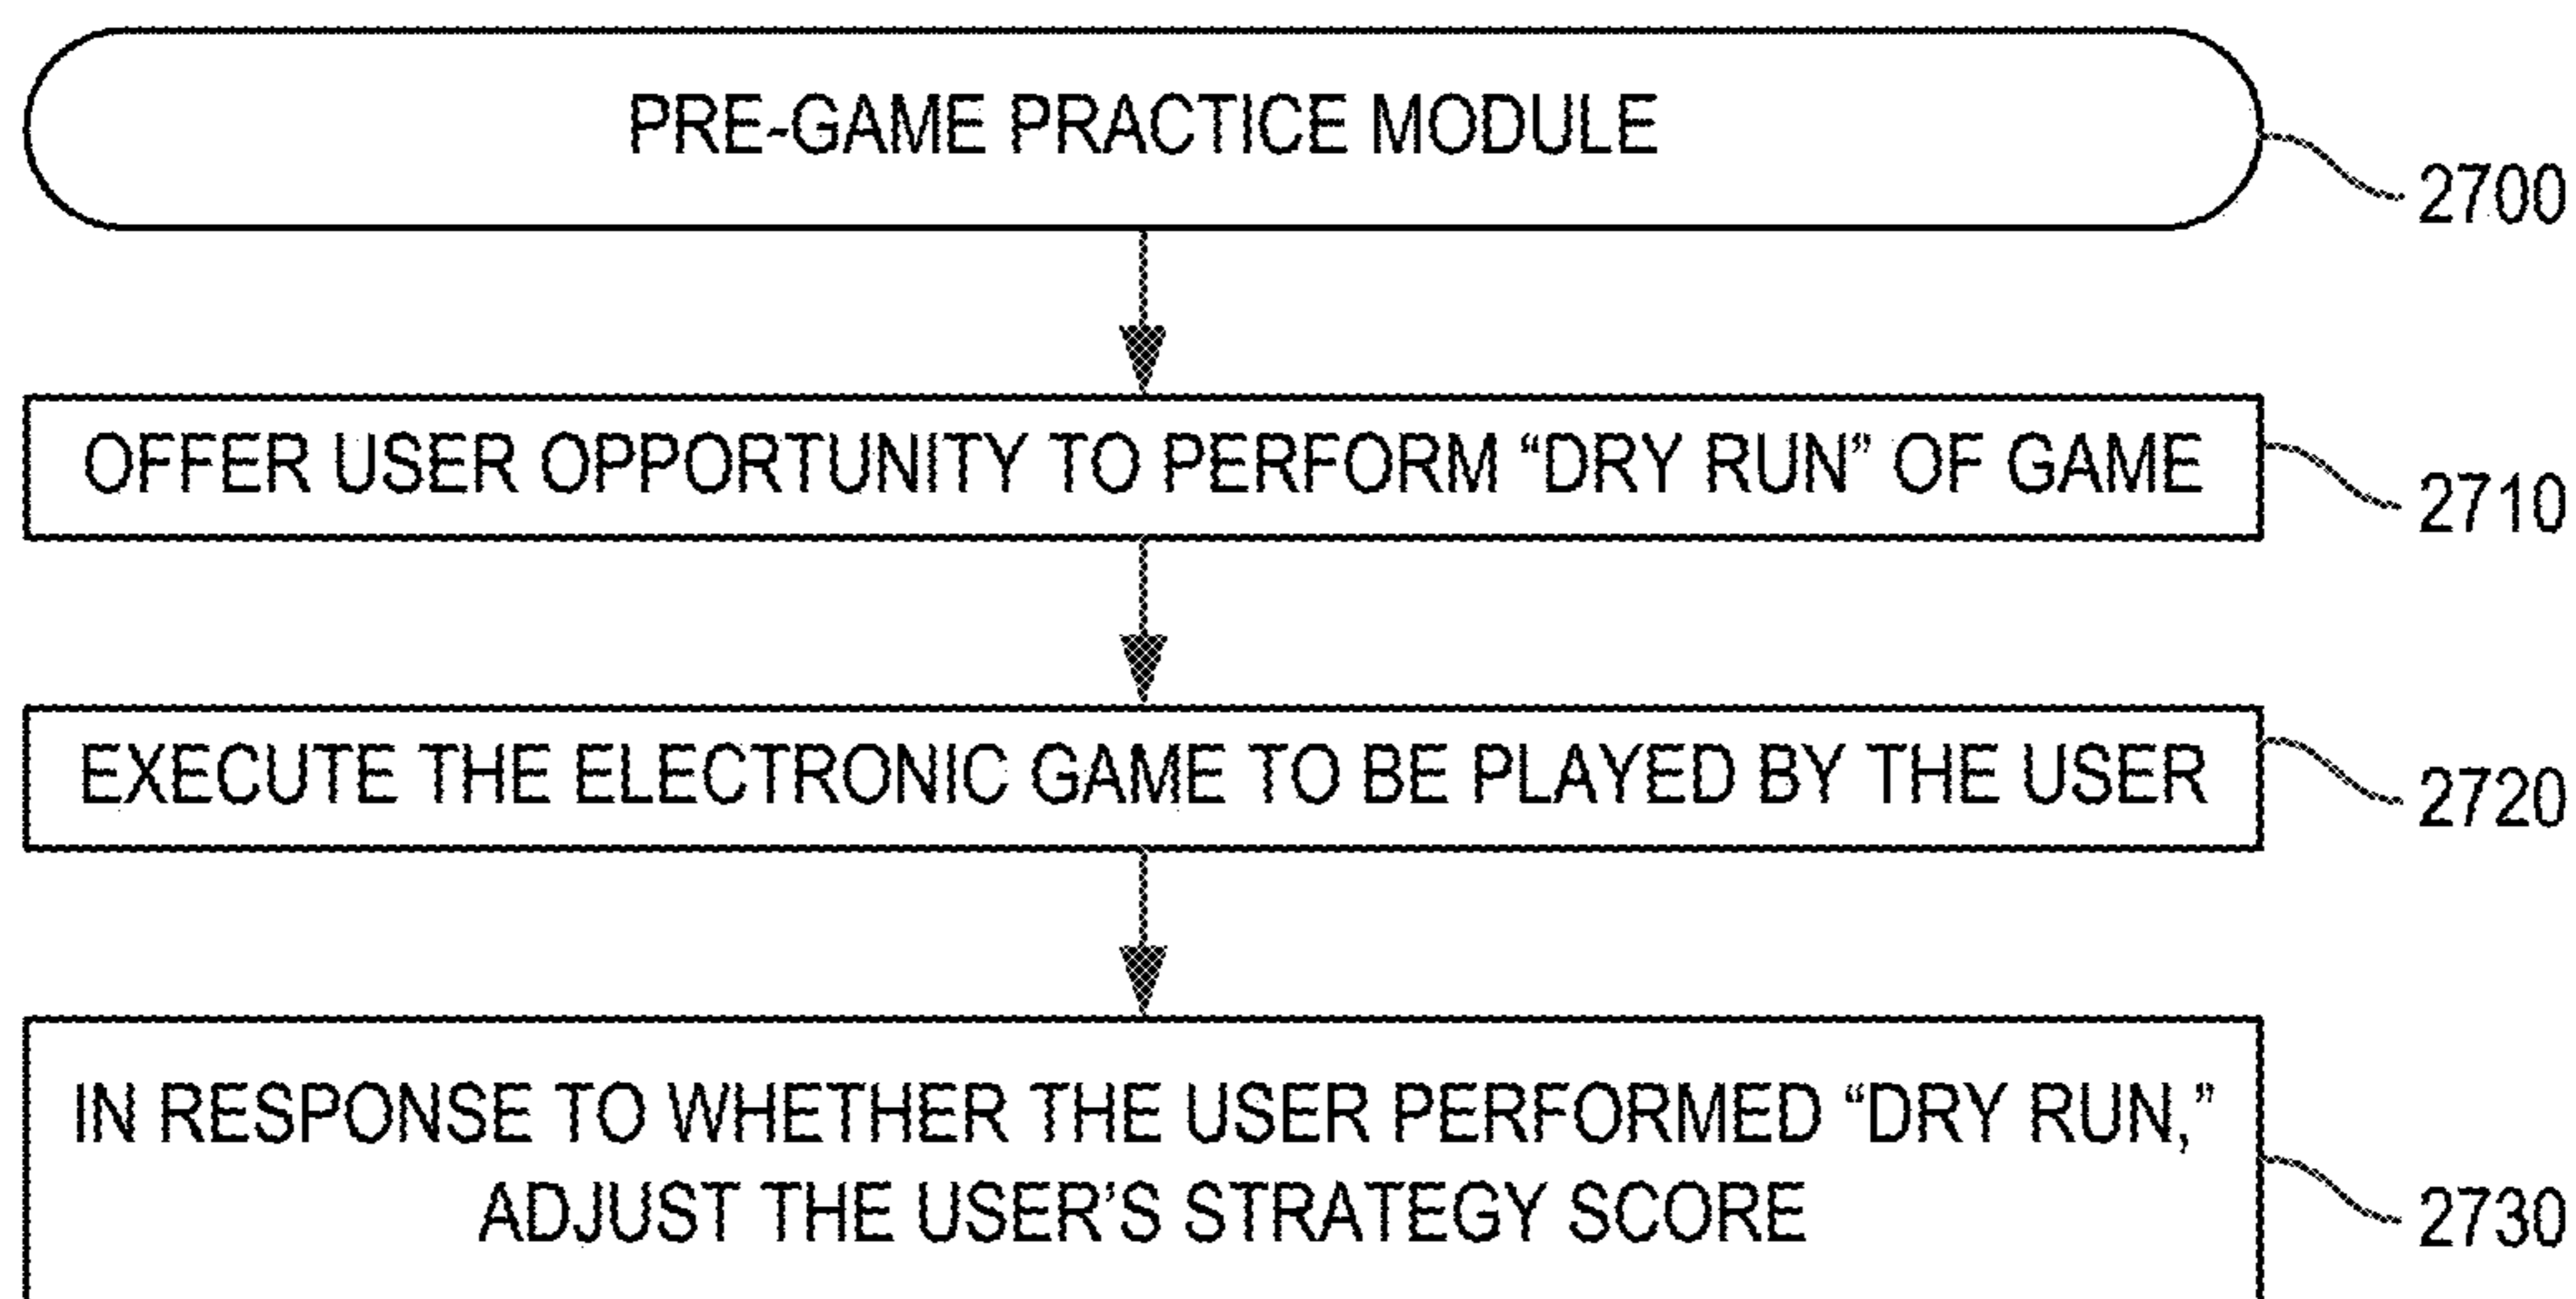 PRE-GAME PRACTICE MODULE
2700
OFFER USER OPPORTUNITY TO PERFORM “DRY RUN” OF GAME
2710
EXECUTE THE ELECTRONIC GAME TO BE PLAYED BY THE USER
2720
IN RESPONSE TO WHETHER THE USER PERFORMED “DRY RUN,”
ADJUST THE USER’S STRATEGY SCORE
2730